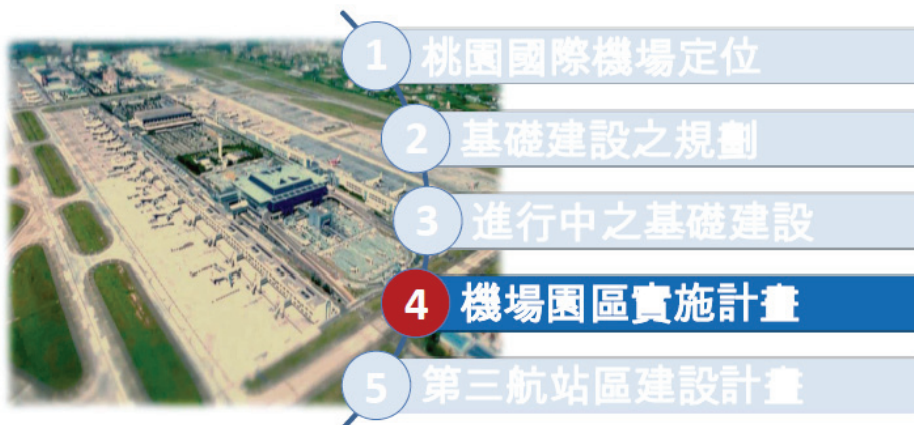 1 桃園國際機場定位
2 基礎建設之規劃
3 進行中之基礎建設
4 機場園區實施計畫
5 第三航站區建設計畫